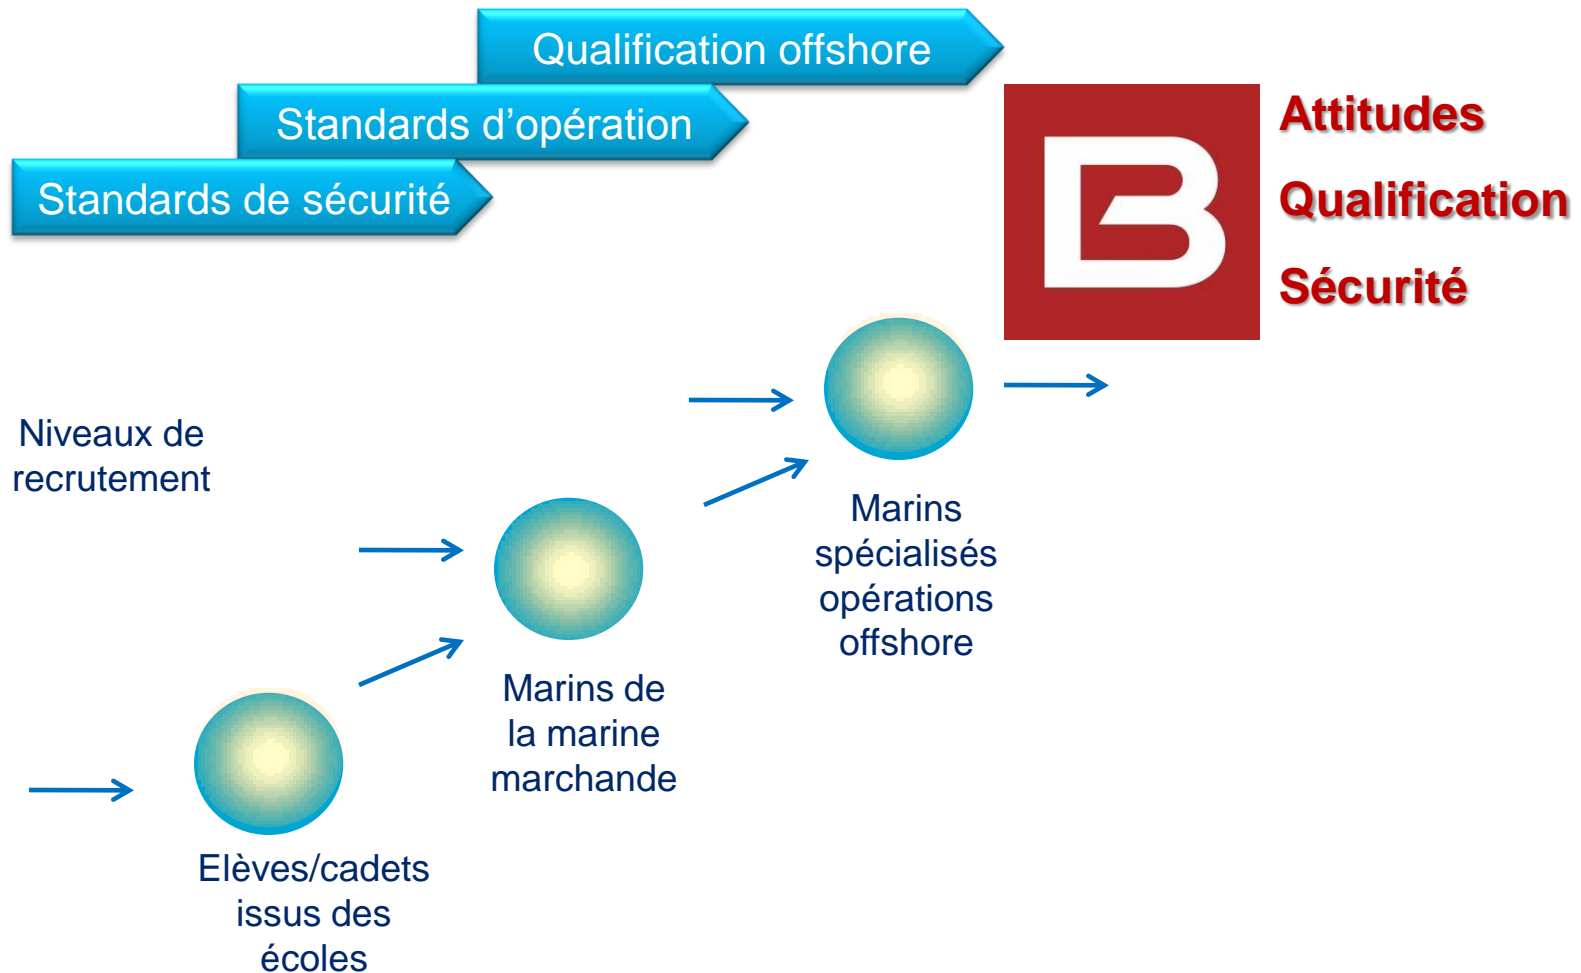 Qualification offshore
Standards d’opération
Standards de sécurité
B
Attitudes
Qualification
Sécurité
Niveaux de
recrutement
Marins
spécialisés
opérations
offshore
Marins de
la marine
marchande
Elèves/cadets
issus des
écoles